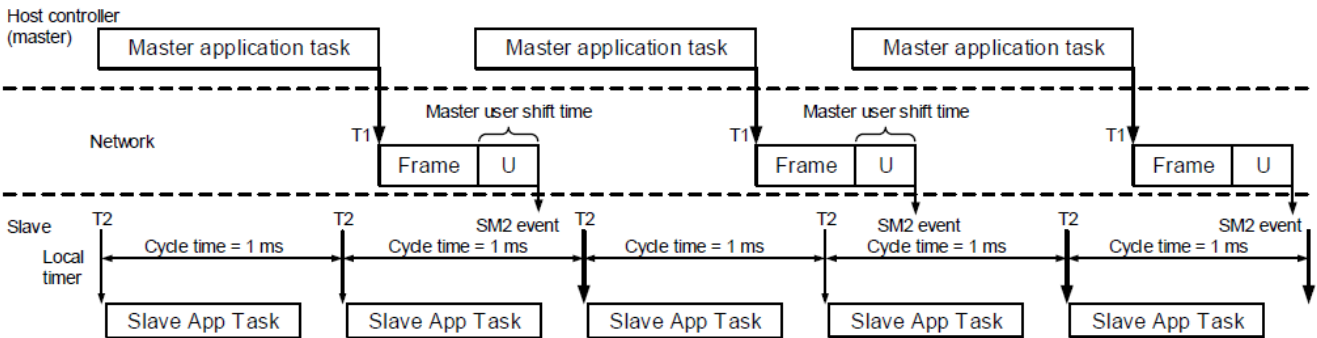 Host controller
(master)
Master application task Master application task Master application task
Master user shift time Master user shift time
T1 T1 T1
Network
Frame U Frame U Frame U
Slave T2 T2 SM2 event T2 T2 SM2 event T2 SM2 event
Cycle time = 1 ms Cycle time = 1 ms Cycle time = 1 ms Cycle time = 1 ms Cycle time = 1 ms
Local
timer
Slave App Task Slave App Task Slave App Task Slave App Task Slave App Task